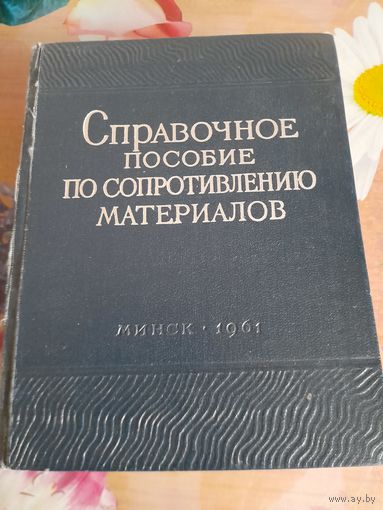 Справочное
пособие
по сопротивлению
материалов
Минск · 1961
www.ay.by